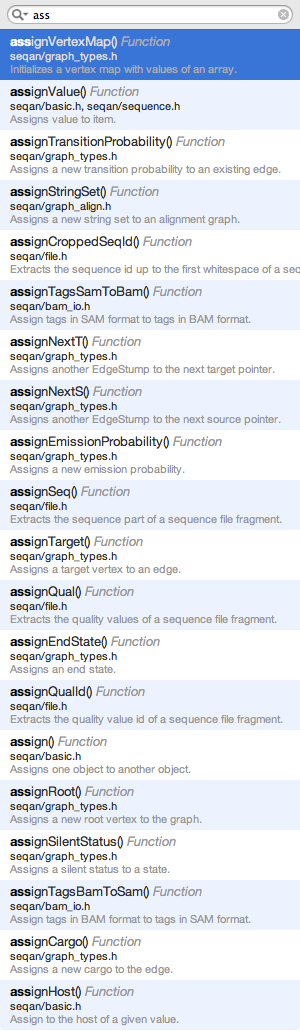 ass
assignVertexMap() Function
seqan/graph_types.h
Initializes a vertex map with values of an array.
assignValue() Function
seqan/basic.h, seqan/sequence.h
Assigns value to item.
assignTransitionProbability() Function
seqan/graph_types.h
Assigns a new transition probability to an existing edge.
assignStringSet() Function
seqan/graph_align.h
Assigns a new string set to an alignment graph.
assignCroppedSeqId() Function
seqan/file.h
Extracts the sequence id up to the first whitespace of a seq
assignTagsSamToBam() Function
seqan/bam_io.h
Assign tags in SAM format to tags in BAM format.
assignNextT() Function
seqan/graph_types.h
Assigns another EdgeStump to the next target pointer.
assignNextS() Function
seqan/graph_types.h
Assigns another EdgeStump to the next source pointer.
assignEmissionProbability() Function
seqan/graph_types.h
Assigns a new emission probability.
assignSeq() Function
seqan/file.h
Extracts the sequence part of a sequence file fragment.
assignTarget() Function
seqan/graph_types.h
Assigns a target vertex to an edge.
assignQual() Function
seqan/file.h
Extracts the quality values of a sequence file fragment.
assignEndState() Function
seqan/graph_types.h
Assigns an end state.
assignQualId() Function
seqan/file.h
Extracts the quality value id of a sequence file fragment.
assign() Function
seqan/basic.h
Assigns one object to another object.
assignRoot() Function
seqan/graph_types.h
Assigns a new root vertex to the graph.
assignSilentStatus() Function
seqan/graph_types.h
Assigns a silent status to a state.
assignTagsBamToSam() Function
seqan/bam_io.h
Assign tags in BAM format to tags in SAM format.
assignCargo() Function
seqan/graph_types.h
Assigns a new cargo to the edge.
assignHost() Function
seqan/basic.h
Assign to the host of a given value.